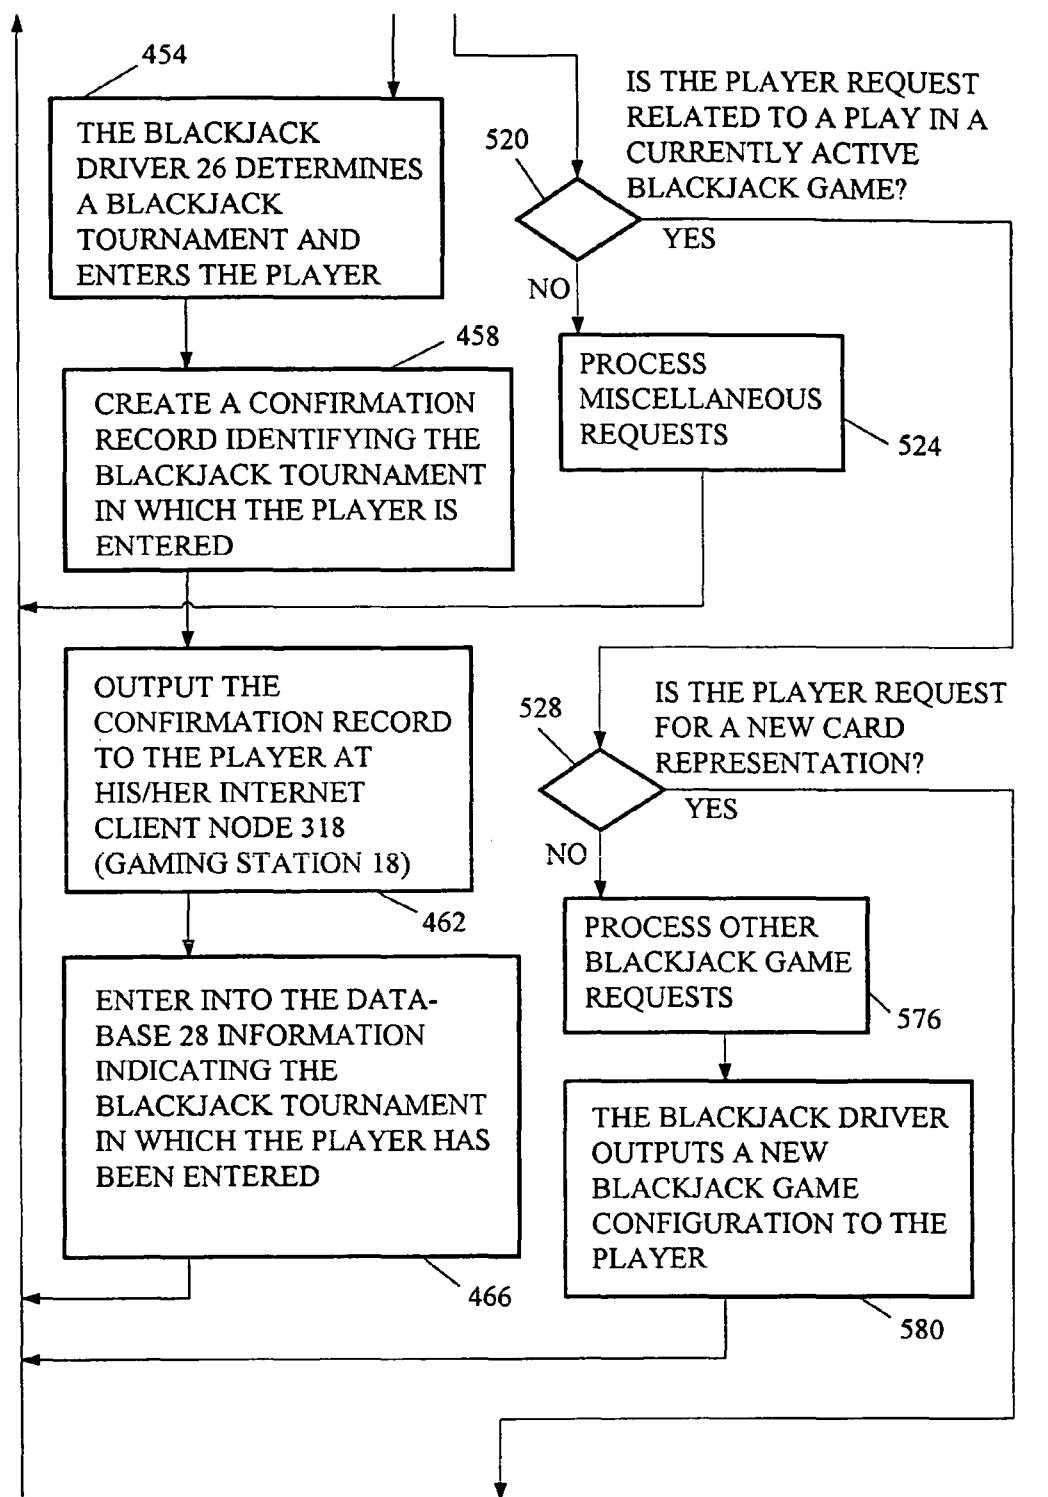 454
THE BLACKJACK
DRIVER 26 DETERMINES
A BLACKJACK
TOURNAMENT AND
ENTERS THE PLAYER
458
CREATE A CONFIRMATION
RECORD IDENTIFYING THE
BLACKJACK TOURNAMENT
IN WHICH THE PLAYER IS
ENTERED
OUTPUT THE
CONFIRMATION RECORD
TO THE PLAYER AT
HIS/HER INTERNET
CLIENT NODE 318
(GAMING STATION 18)
462
ENTER INTO THE DATA-
BASE 28 INFORMATION
INDICATING THE
BLACKJACK TOURNAMENT
IN WHICH THE PLAYER HAS
BEEN ENTERED
466
IS THE PLAYER REQUEST
RELATED TO A PLAY IN A
CURRENTLY ACTIVE
BLACKJACK GAME?
520
YES
NO
PROCESS
MISCELLANEOUS
REQUESTS
524
IS THE PLAYER REQUEST
FOR A NEW CARD
REPRESENTATION?
528
YES
NO
PROCESS OTHER
BLACKJACK GAME
REQUESTS
576
THE BLACKJACK DRIVER
OUTPUTS A NEW
BLACKJACK GAME
CONFIGURATION TO THE
PLAYER
580